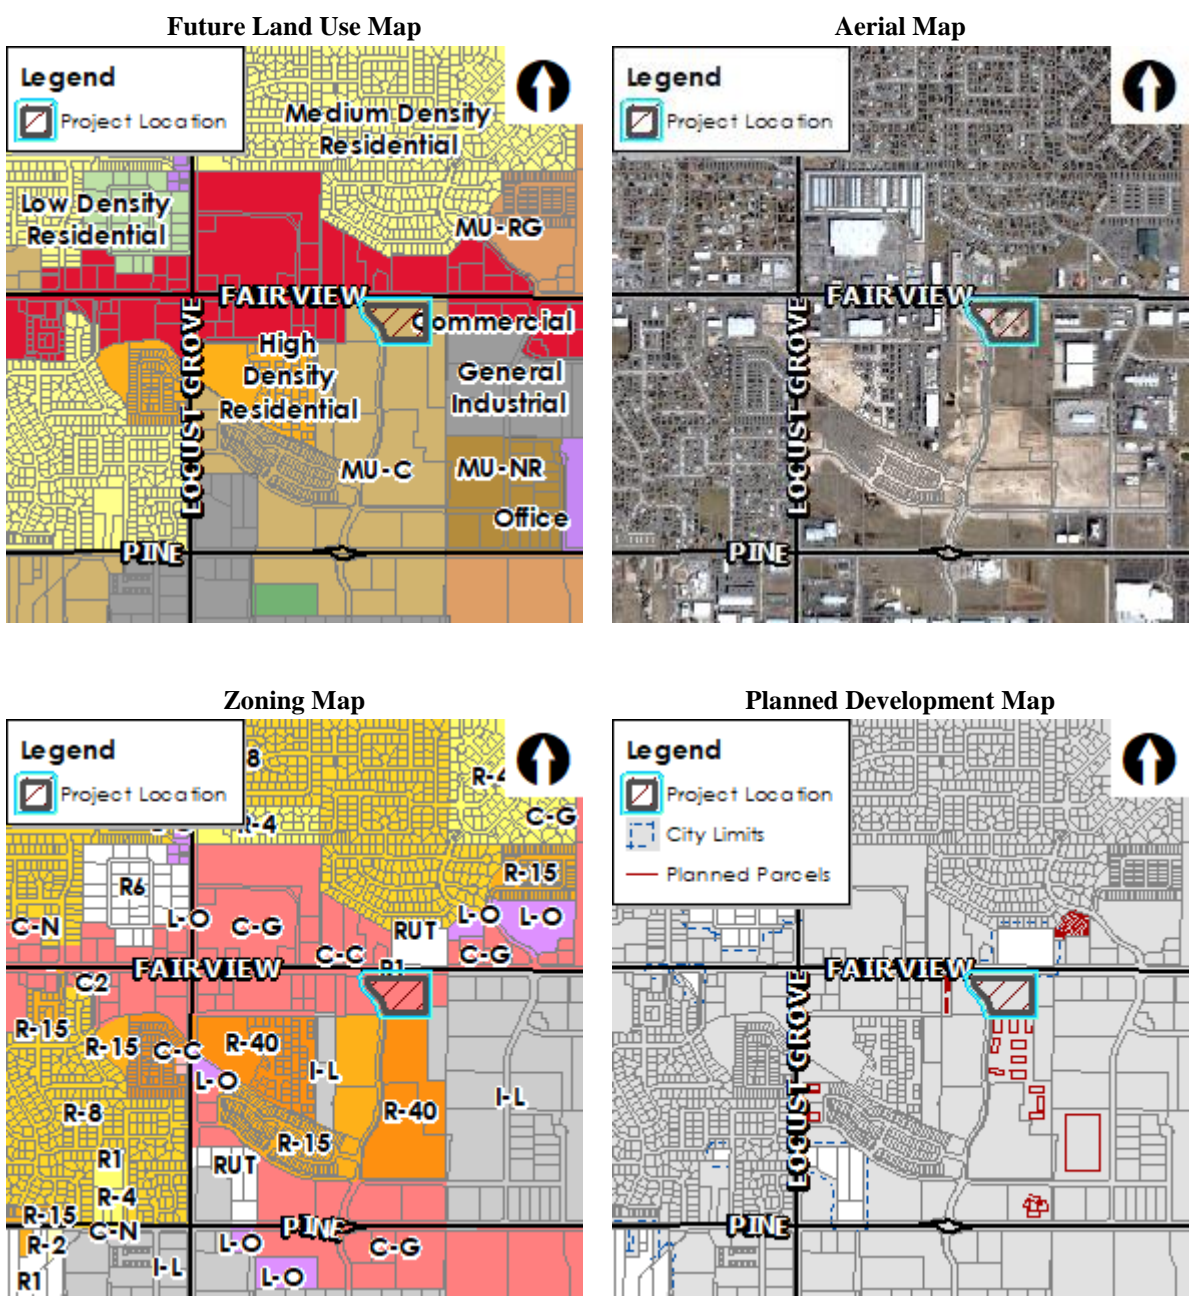 Future Land Use Map
Legend
Project Location
Medium Density
Residential
Low Density
Residential
MU-RG
FAIRVIEW
Commercial
LOCUST GROVE
High
Density
Residential
General
Industrial
MU-C
MU-NR
Office
PINE
Aerial Map
Legend
Project Location
FAIRVIEW
LOCUST GROVE
PINE
Zoning Map
Legend
Project Location
R-4
R-4
C-G
R-15
R6
C-N
L-O
C-G
L-O
L-O
RUT
C-C
C-G
FAIRVIEW
R1
C2
R-15
R-15
C-C
R-40
L-O
I-L
R-40
I-L
R-8
R-15
R1
RUT
R-4
R-15
C-N
PINE
R-2
L-O
C-G
I-L
L-O
R1
Planned Development Map
Legend
Project Location
City Limits
Planned Parcels
FAIRVIEW
LOCUST GROVE
PINE